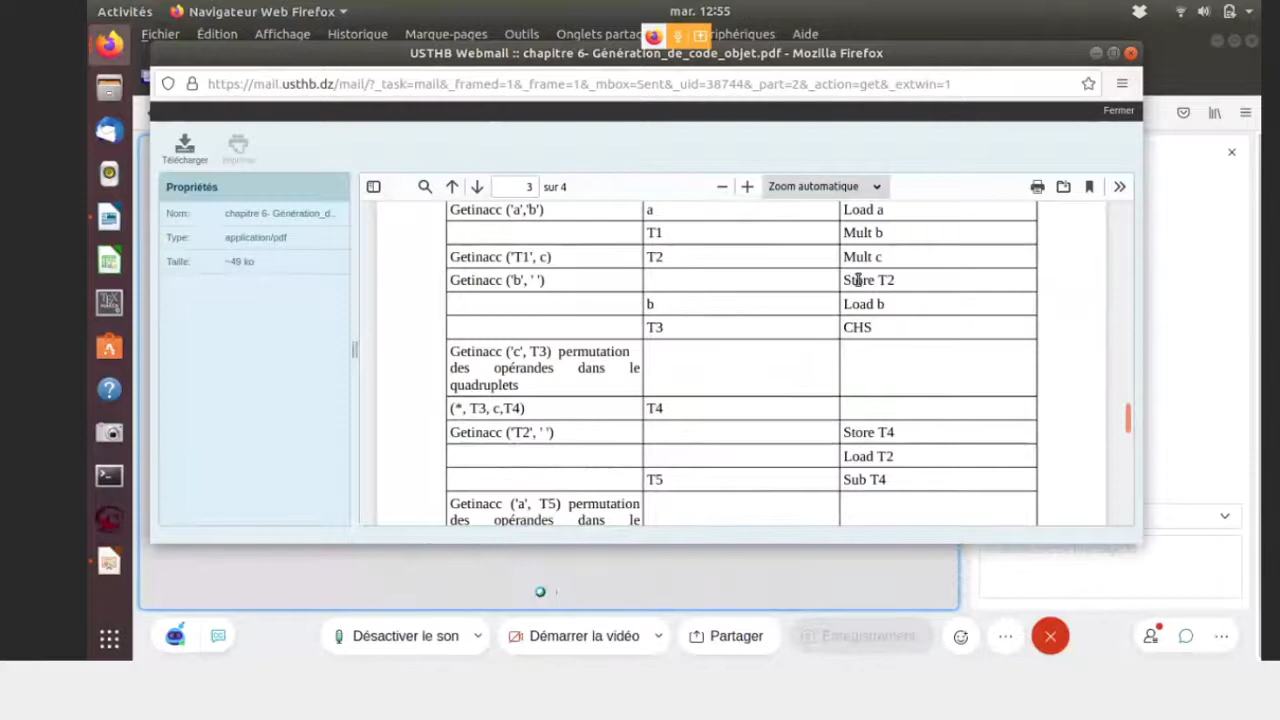 Activités
Navigateur Web Firefox
mar. 12:55
Fichier Édition Affichage Historique Marque-pages Outils Onglets partag riphériques Aide
USTHB Webmail :: chapitre 6- Génération_de_code_objet.pdf - Mozilla Firefox
https://mail.usthb.dz/mail/?_task=mail&_framed=1&_frame=1&_mbox=Sent&_uid=38744&_part=2&_action=get&_extwin=1
Fermer
Télécharger Imprimer
Propriétés
3 sur 4
Zoom automatique
Nom: chapitre 6- Génération_d...
Type: application/pdf
Taille: ~49 ko
Getinacc ('a','b') a Load a
T1 Mult b
Getinacc ('T1', c) T2 Mult c
Getinacc ('b', ' ') Store T2
b Load b
T3 CHS
Getinacc ('c', T3) permutation
des opérandes dans le
quadruplets
(*, T3, c,T4) T4
Getinacc ('T2', ' ') Store T4
Load T2
T5 Sub T4
Getinacc ('a', T5) permutation
des opérandes dans le
Désactiver le son
Démarrer la vidéo
Partager
Enregistrement